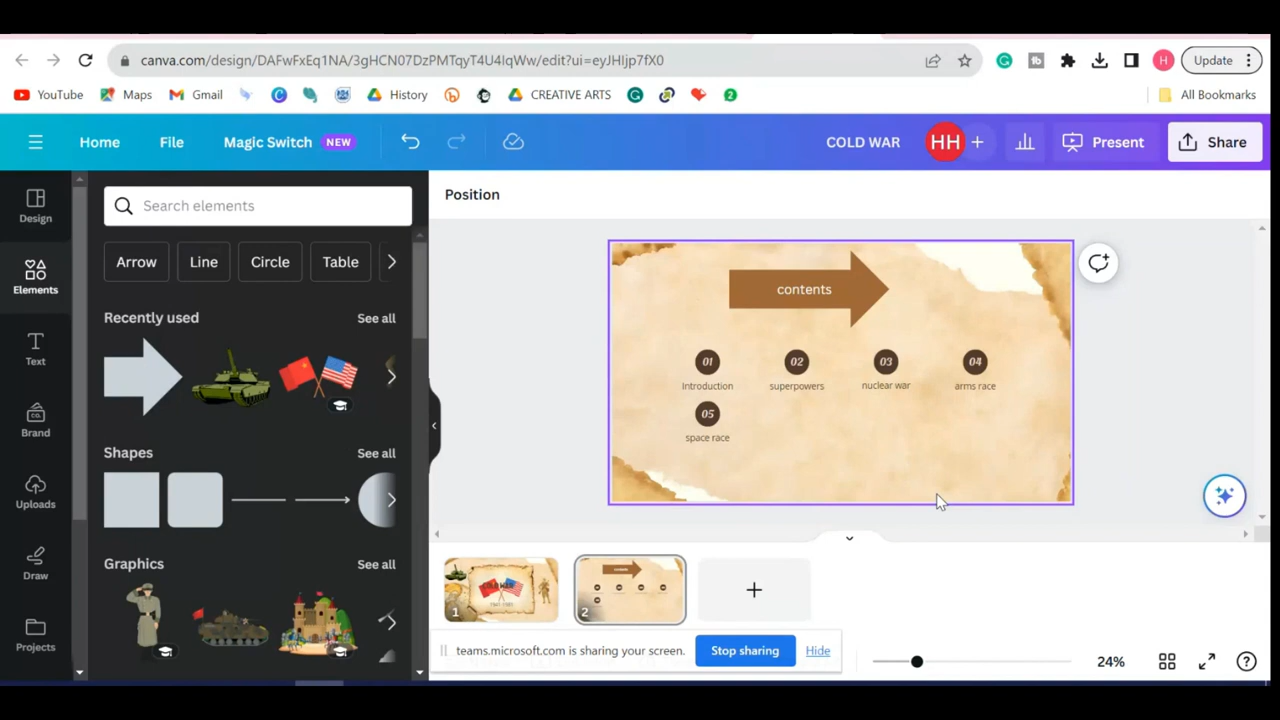 canva.com/design/DAFwFxEq1NA/3gHCN07DzPMTqyT4U4IqWw/edit?ui=eyJHIjp7fX0
H
Update
YouTube
Maps
Gmail
History
CREATIVE ARTS
2
All Bookmarks
Home
File
Magic Switch
NEW
COLD WAR
HH
Present
Share
Design
Elements
Text
Brand
Uploads
Draw
Projects
Search elements
Arrow
Line
Circle
Table
Recently used
See all
Shapes
See all
Graphics
See all
Position
contents
01
02
03
04
Introduction
superpowers
nuclear war
arms race
05
space race
1
2
teams.microsoft.com is sharing your screen.
Stop sharing
Hide
24%